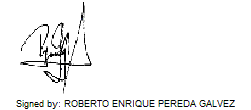 Signed by: ROBERTO ENRIQUE PEREDA GALVEZ